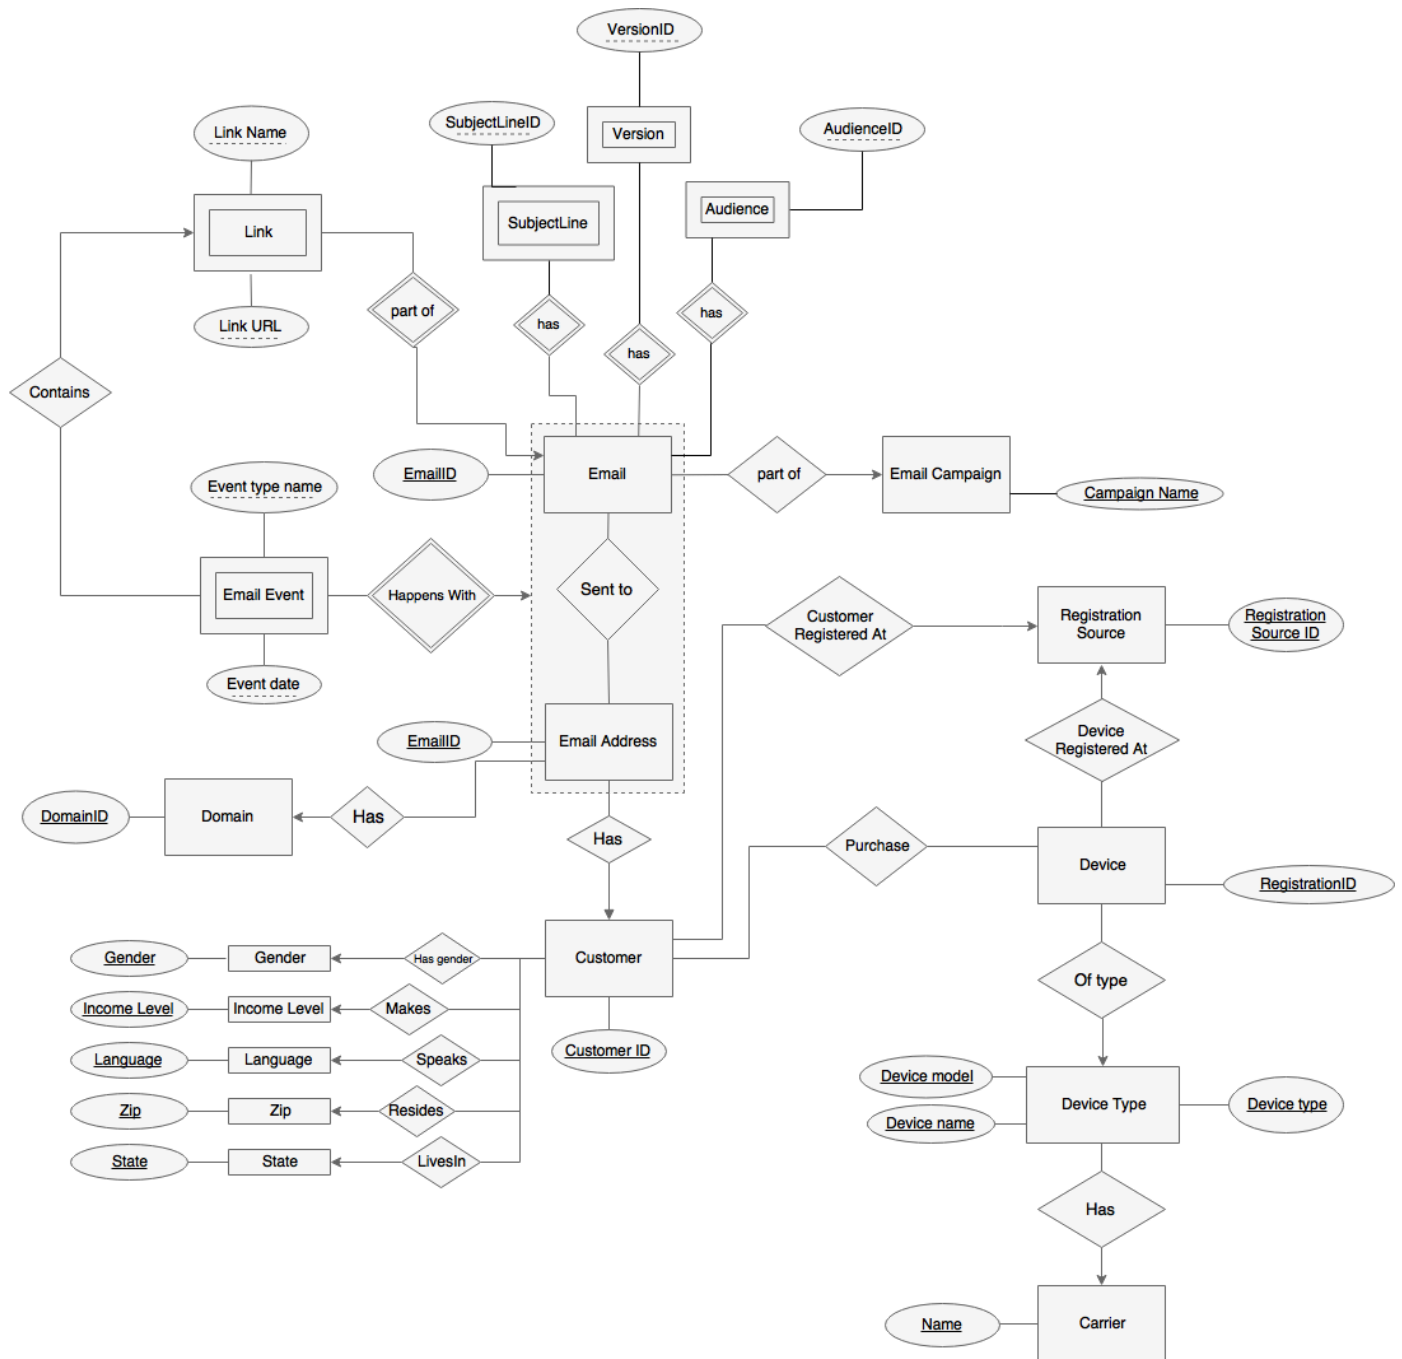 VersionID
SubjectLineID
Link Name
Version
AudienceID
SubjectLine
Audience
Link
part of
has
has
has
Link URL
Contains
Email
EmailID
part of
Email Campaign
Campaign Name
Event type name
Email Event
Happens With
Sent to
Event date
Customer
Registered At
Registration
Source
Registration
Source ID
EmailID
Email Address
Device
Registered At
DomainID
Domain
Has
Has
Purchase
Device
RegistrationID
Gender
Gender
Has gender
Customer
Income Level
Income Level
Makes
Customer ID
Language
Language
Speaks
Zip
Zip
Resides
State
State
LivesIn
Of type
Device model
Device name
Device Type
Device type
Has
Name
Carrier